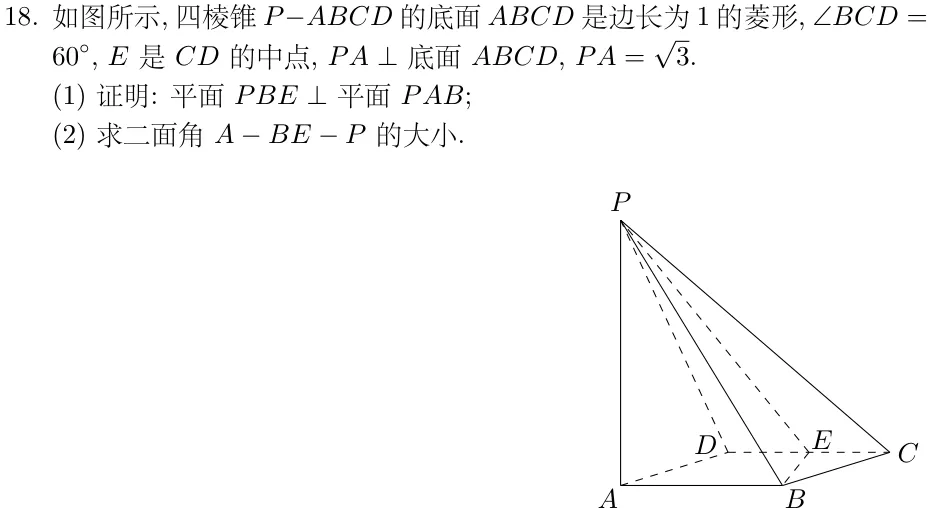 18. 如图所示, 四棱锥 P−ABCD 的底面 ABCD 是边长为 1 的菱形, ∠BCD =
60°, E 是 CD 的中点, PA ⊥ 底面 ABCD, PA = √3.
(1) 证明: 平面 PBE ⊥ 平面 PAB;
(2) 求二面角 A − BE − P 的大小.
P
D
E
C
A
B